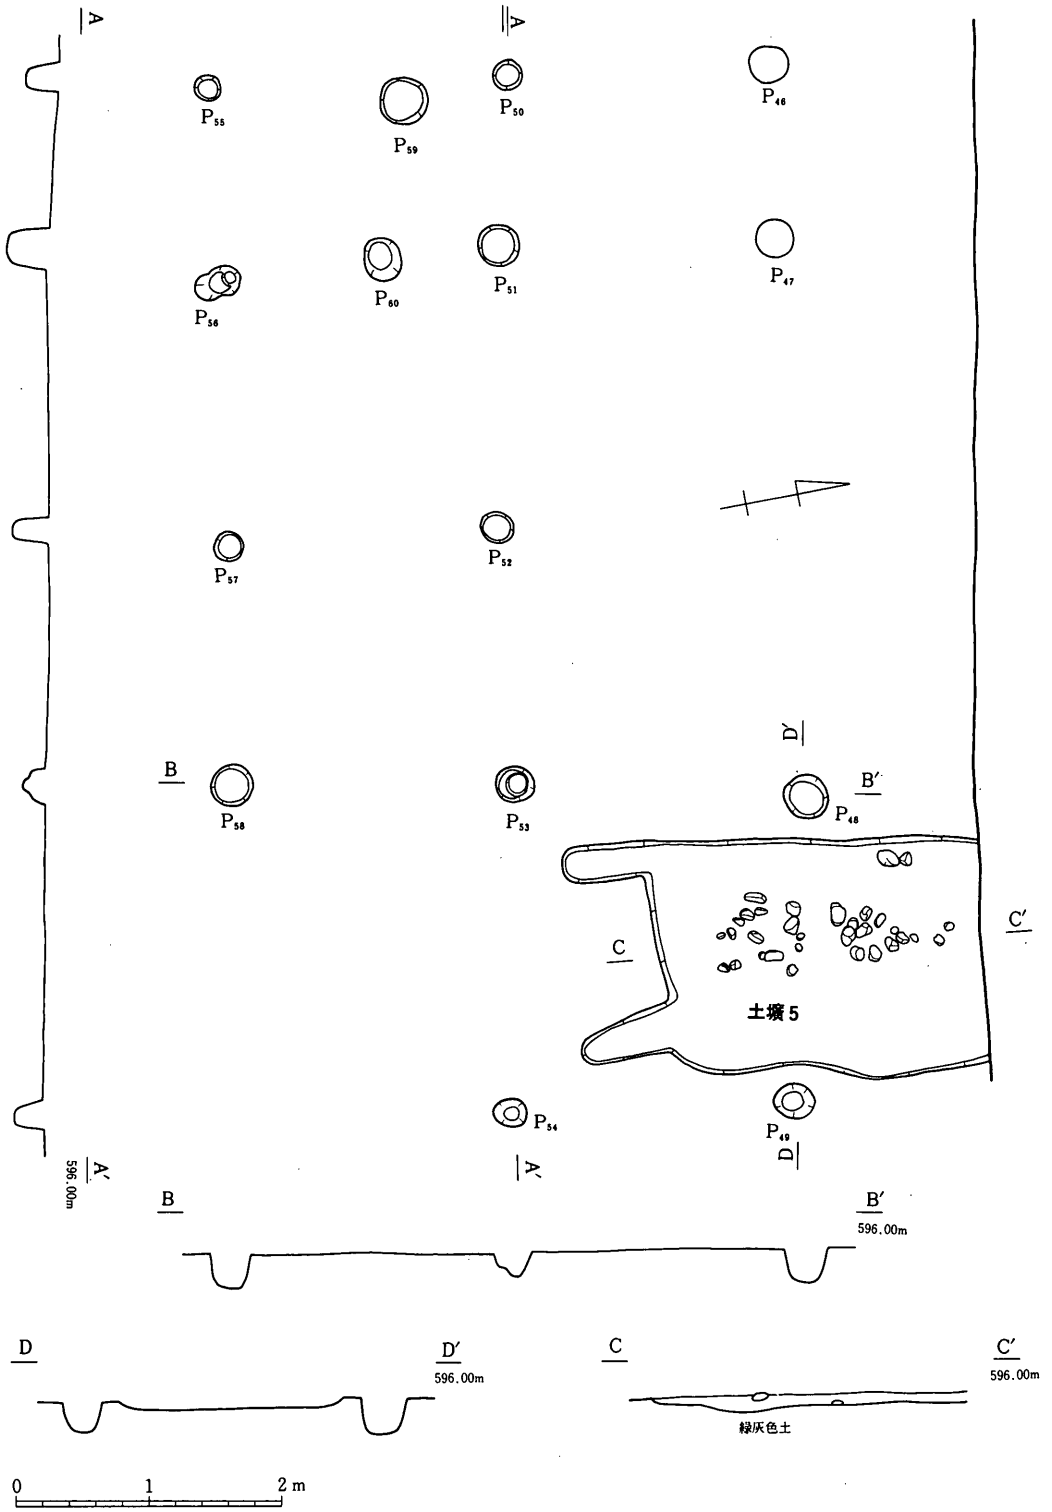 A
A
P55
P59
P50
P46
P56
P60
P51
P47
P57
P52
D′
B
B′
P58
P53
P48
C
C′
土壙5
P54
P49
D
A′
596.00m
A′
B
B′
596.00m
D
D′
596.00m
C
C′
596.00m
緑灰色土
0 1 2 m